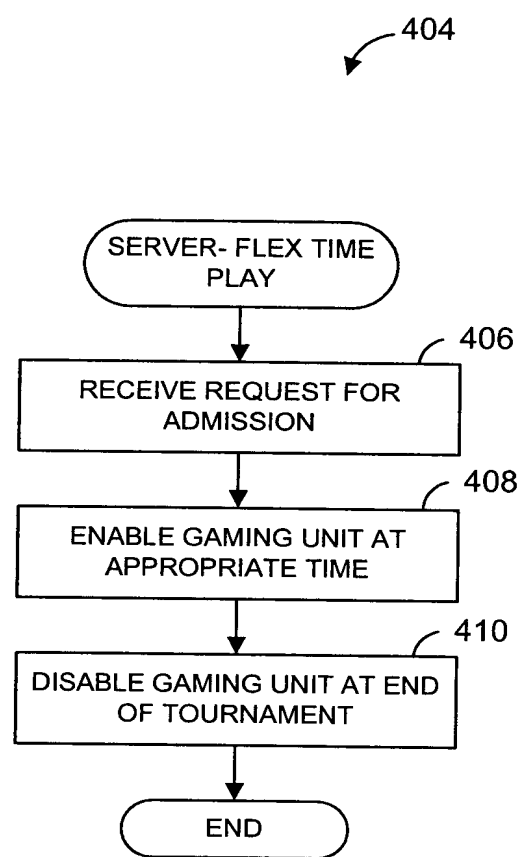 404
SERVER- FLEX TIME
PLAY
406
RECEIVE REQUEST FOR
ADMISSION
408
ENABLE GAMING UNIT AT
APPROPRIATE TIME
410
DISABLE GAMING UNIT AT END
OF TOURNAMENT
END